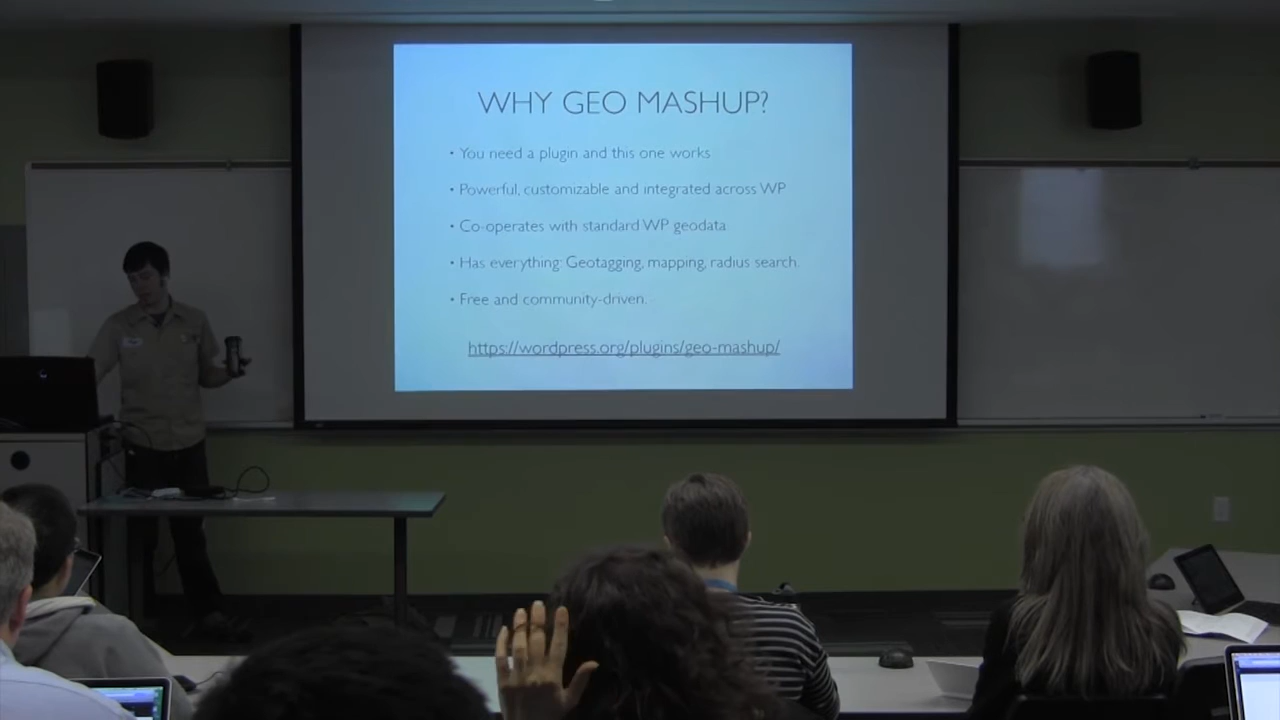 WHY GEO MASHUP?
• You need a plugin and this one works
• Powerful, customizable and integrated across WP
• Co-operates with standard WP geodata
• Has everything: Geotagging, mapping, radius search.
• Free and community-driven.
https://wordpress.org/plugins/geo-mashup/